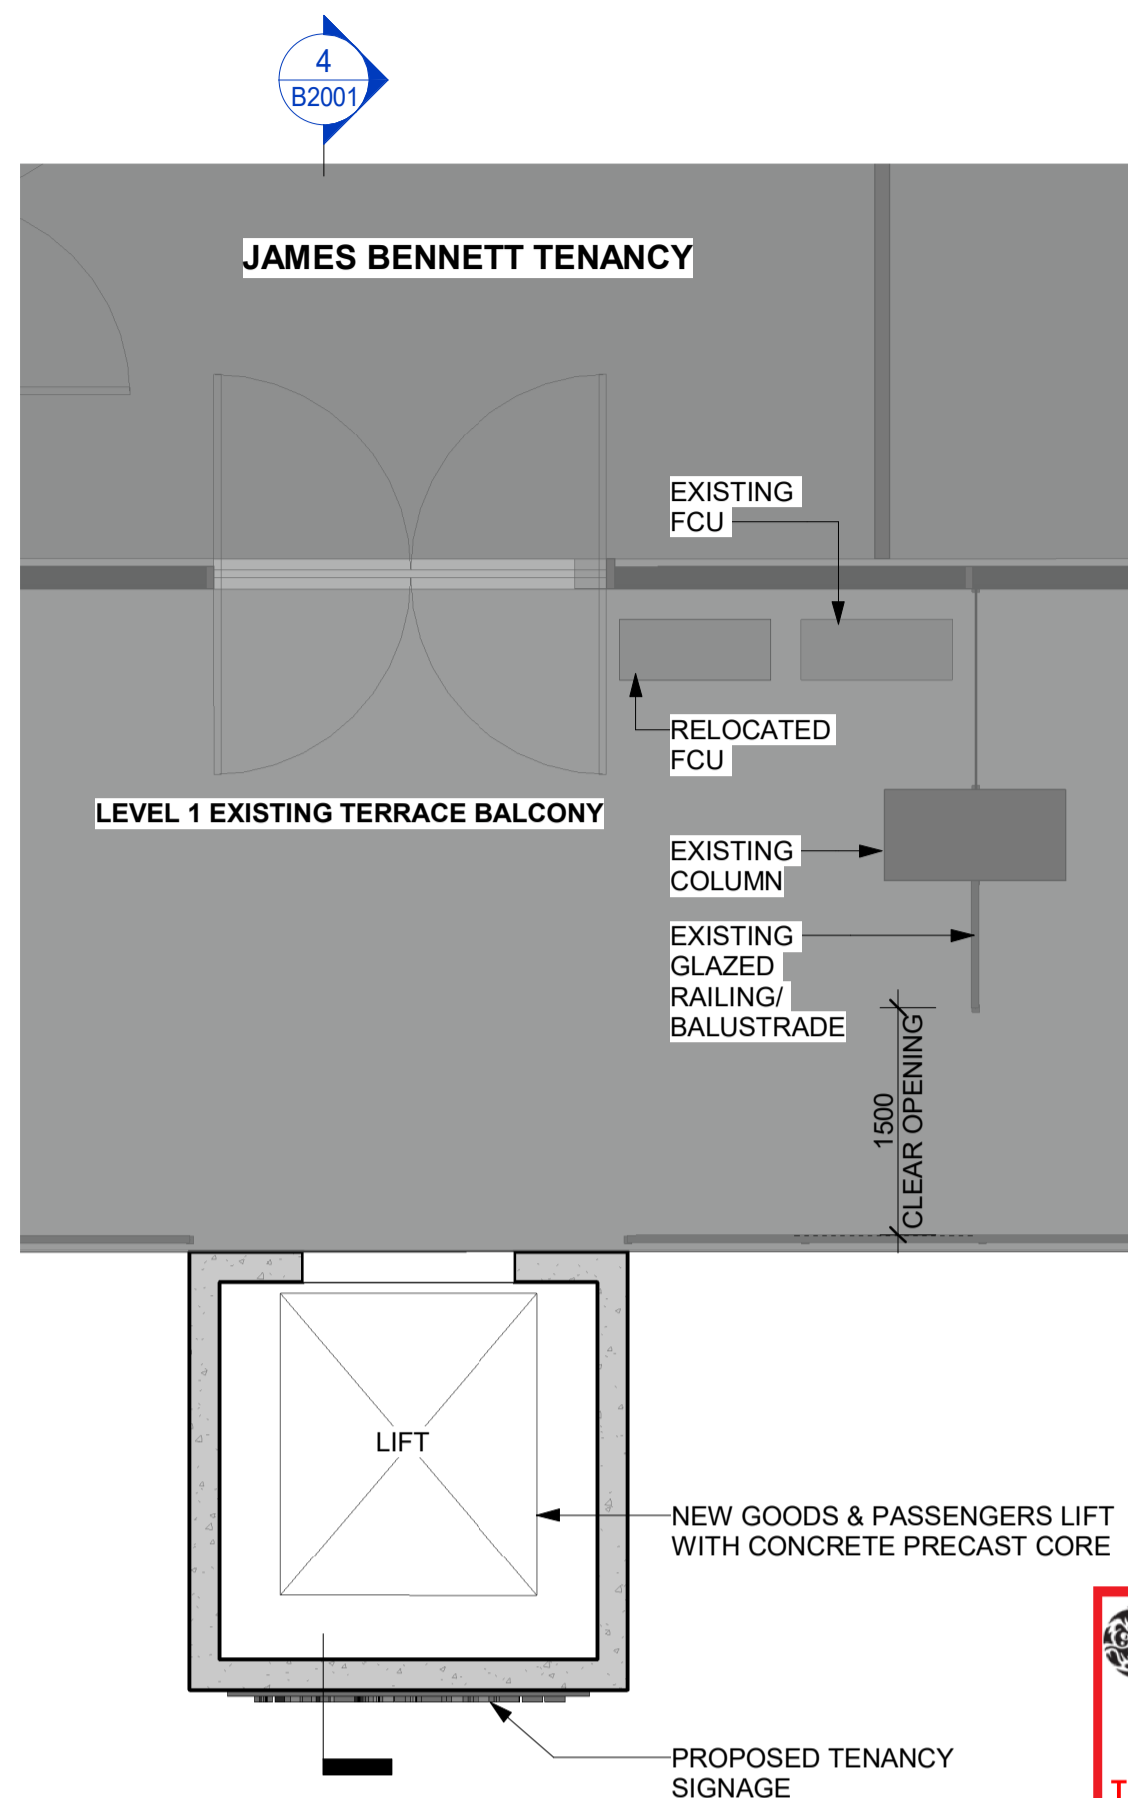 4
B2001
JAMES BENNETT TENANCY
EXISTING
FCU
RELOCATED
FCU
LEVEL 1 EXISTING TERRACE BALCONY
EXISTING
COLUMN
EXISTING
GLAZED
RAILING/
BALUSTRADE
1500
CLEAR OPENING
LIFT
NEW GOODS & PASSENGERS LIFT
WITH CONCRETE PRECAST CORE
PROPOSED TENANCY
SIGNAGE
T